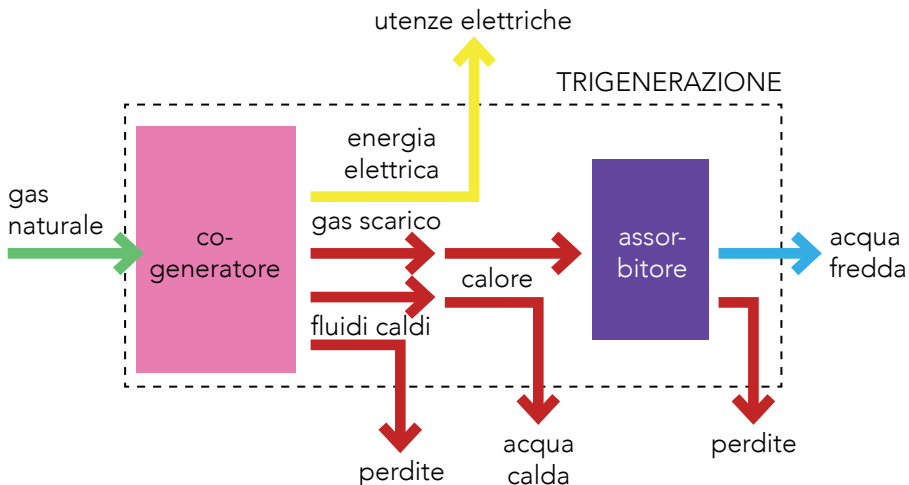 utenze elettriche
TRIGENERAZIONE
energia
elettrica
gas
naturale
gas scarico
co-
generatore
assor-
bitore
acqua
fredda
calore
fluidi caldi
perdite
acqua
calda
perdite